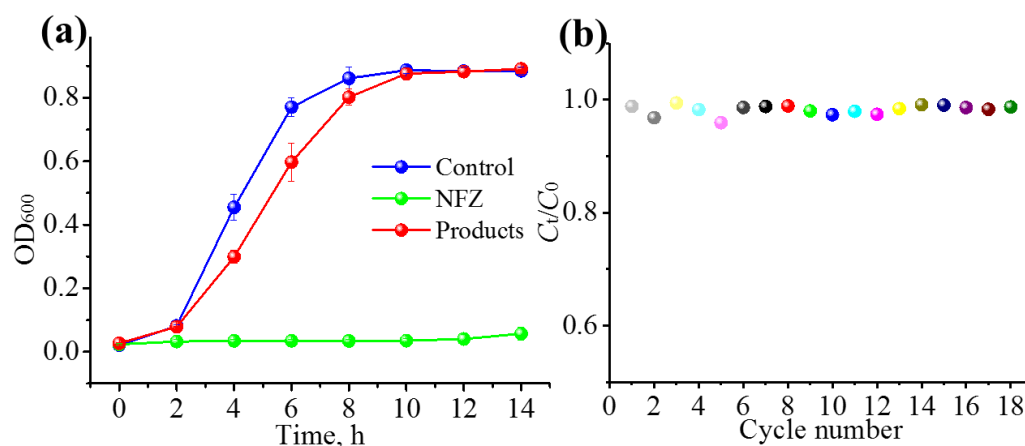 (a)
OD600
0.8
0.6
0.4
0.2
0.0
Control
NFZ
Products
0 2 4 6 8 10 12 14
Time, h
(b)
Ct/C0
1.0
0.8
0.6
0 2 4 6 8 10 12 14 16 18
Cycle number